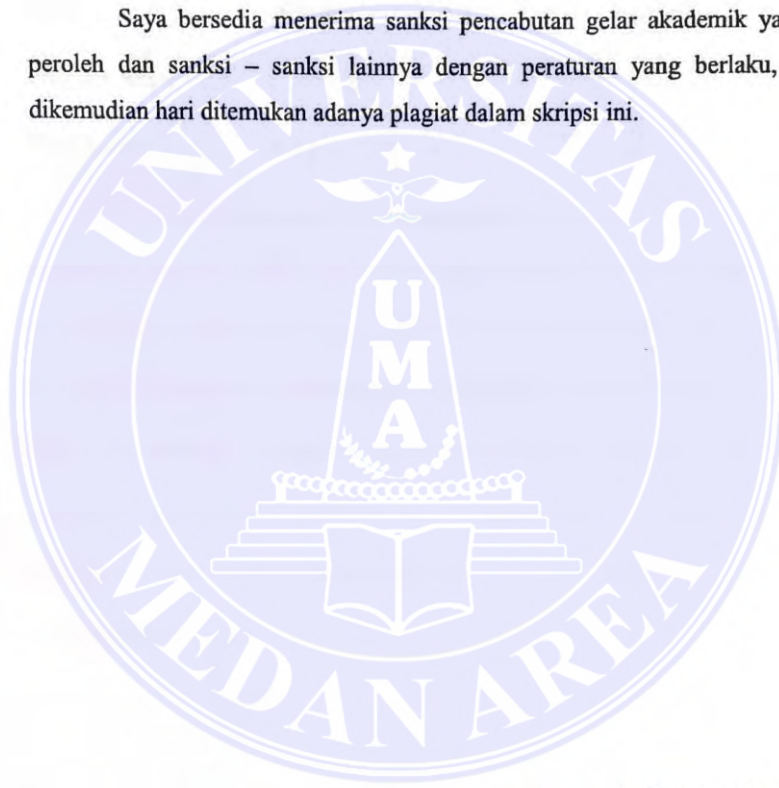 Saya bersedia menerima sanksi pencabutan gelar akademik ya
peroleh dan sanksi – sanksi lainnya dengan peraturan yang berlaku,
dikemudian hari ditemukan adanya plagiat dalam skripsi ini.
UNIVERSITAS
U
M
A
MEDAN AREA